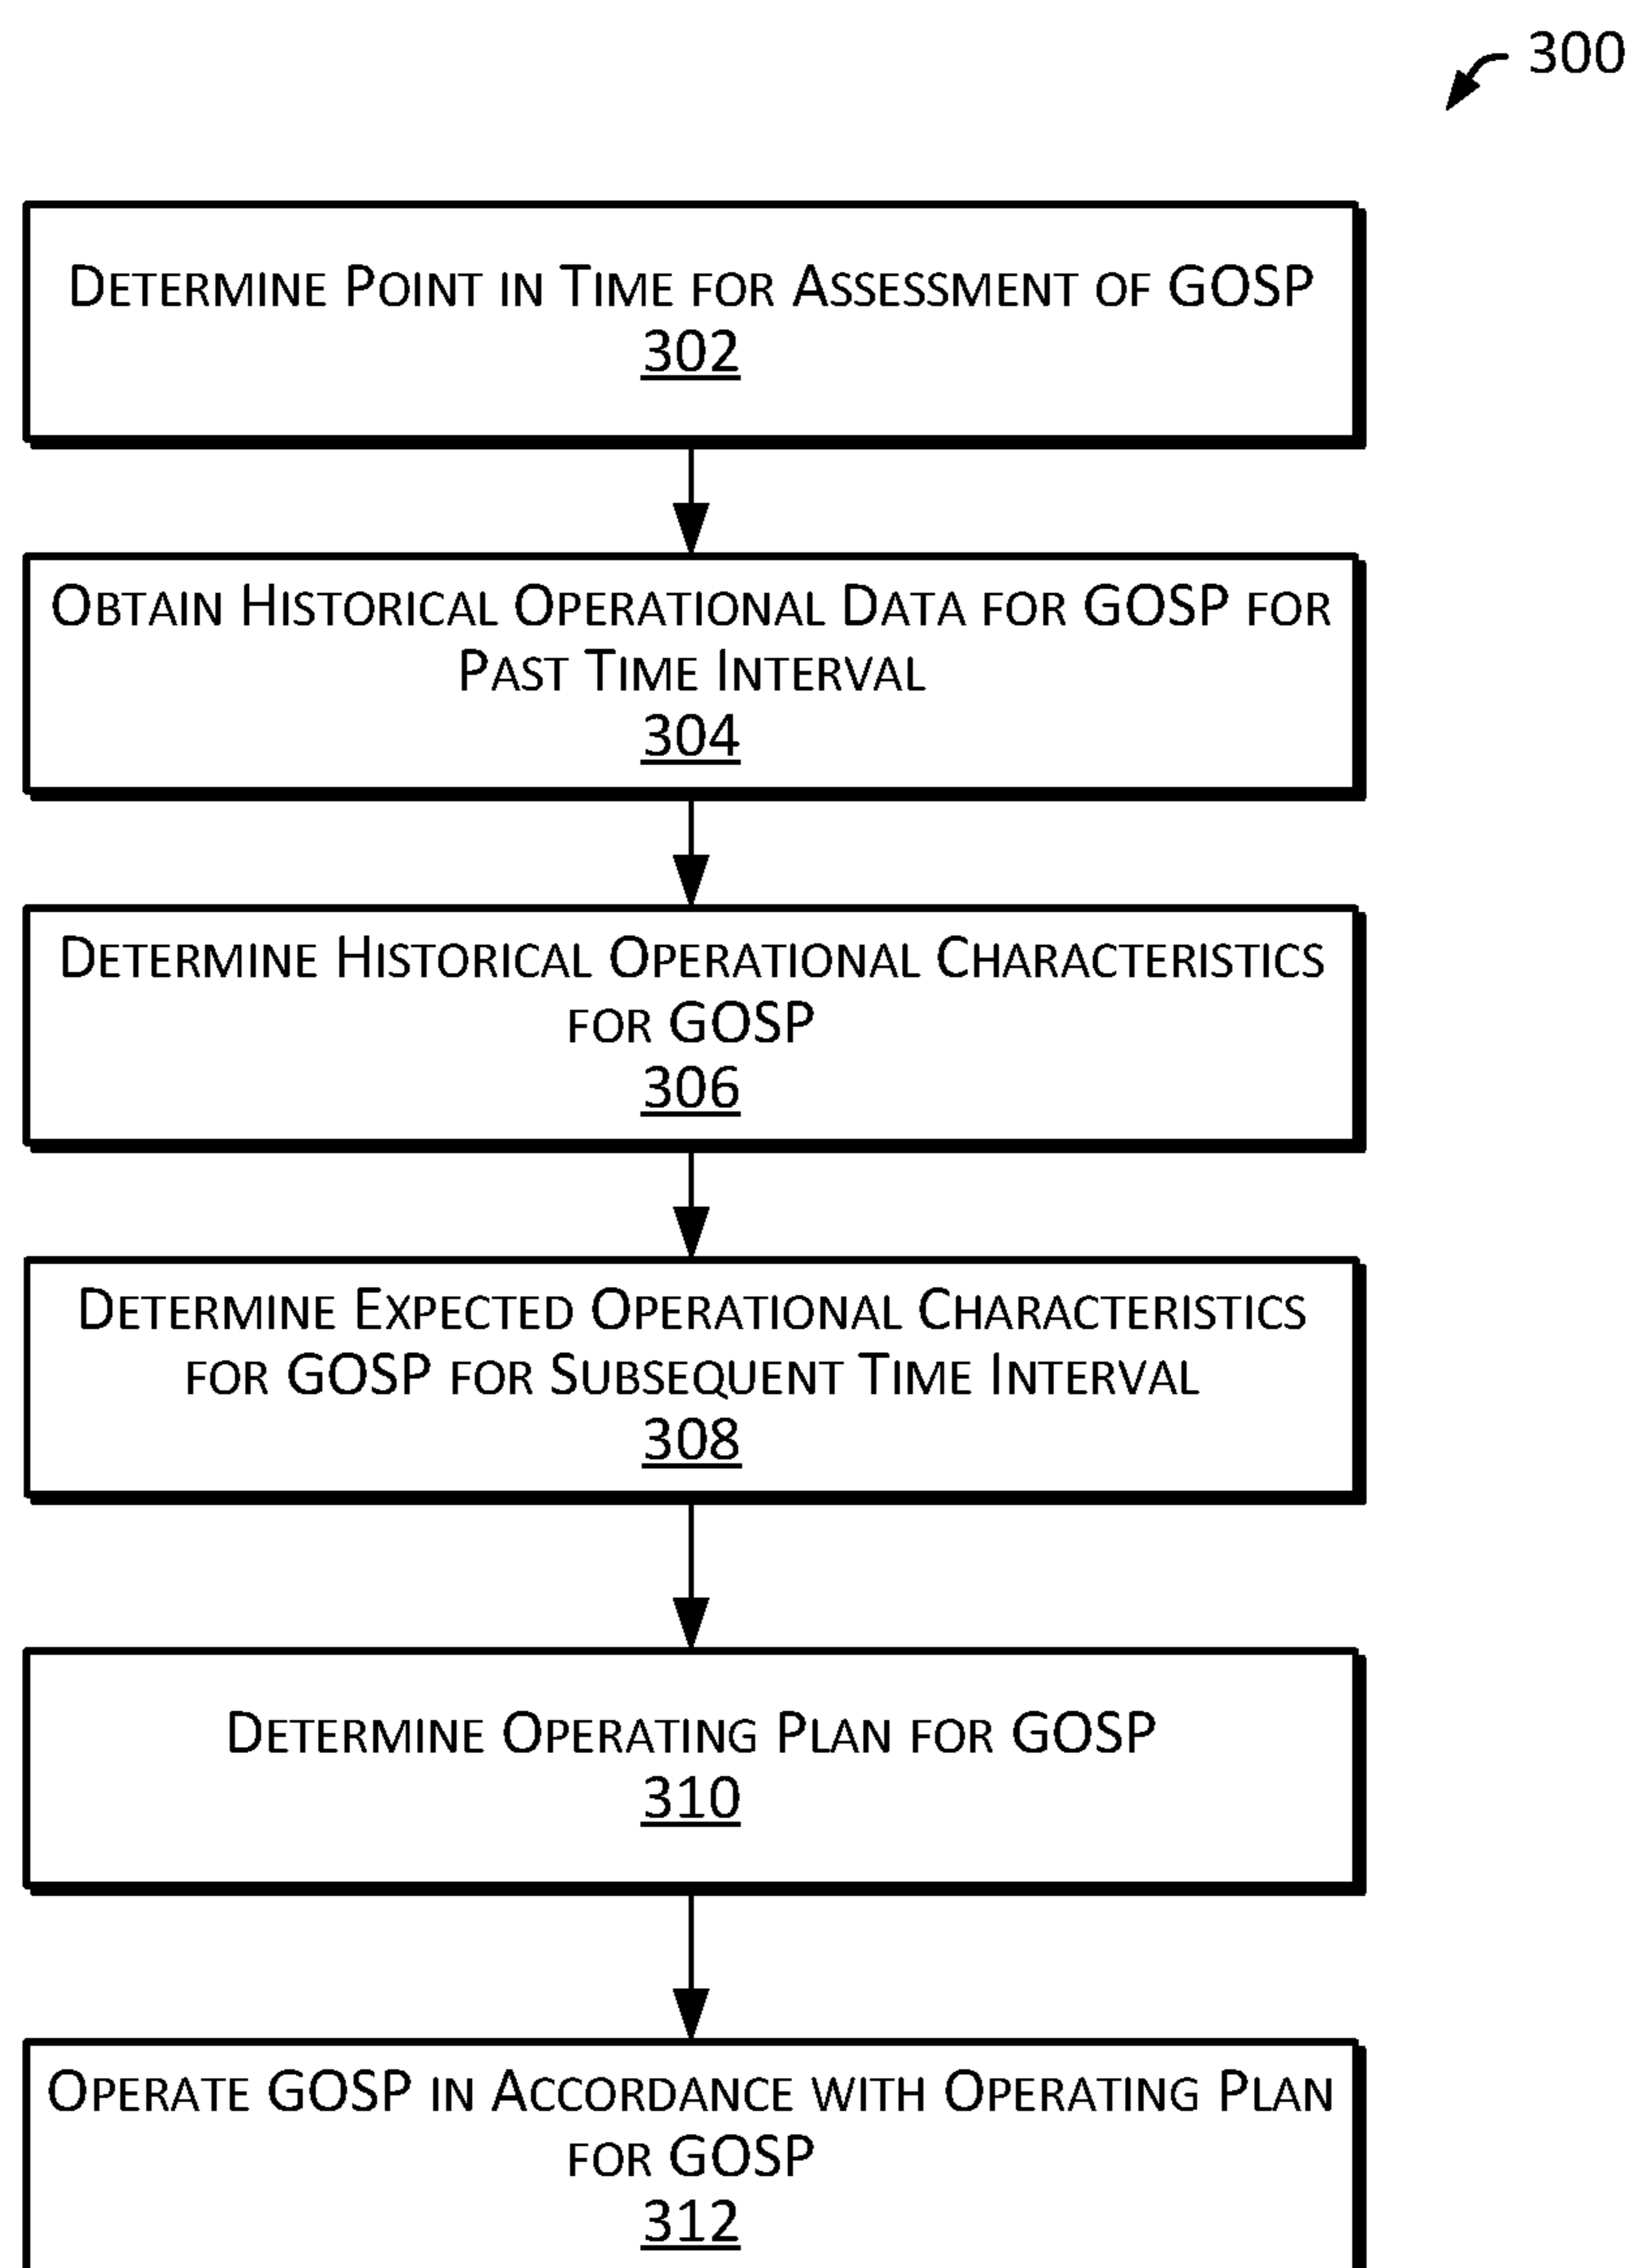 300
DETERMINE POINT IN TIME FOR ASSESSMENT OF GOSP
302
OBTAIN HISTORICAL OPERATIONAL DATA FOR GOSP FOR
PAST TIME INTERVAL
304
DETERMINE HISTORICAL OPERATIONAL CHARACTERISTICS
FOR GOSP
306
DETERMINE EXPECTED OPERATIONAL CHARACTERISTICS
FOR GOSP FOR SUBSEQUENT TIME INTERVAL
308
DETERMINE OPERATING PLAN FOR GOSP
310
OPERATE GOSP IN ACCORDANCE WITH OPERATING PLAN
FOR GOSP
312